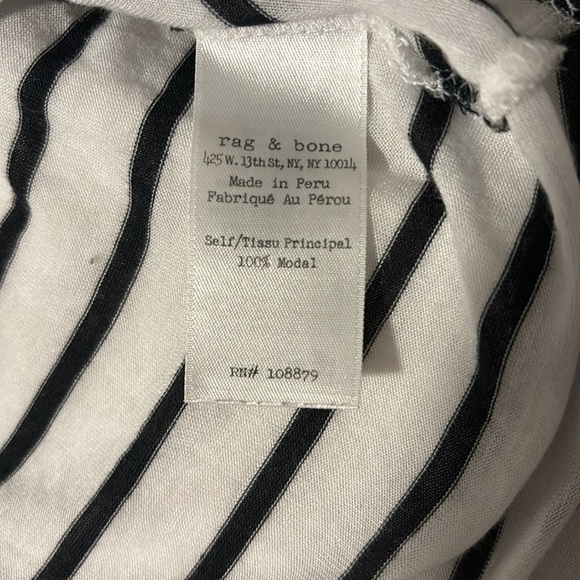 rag & bone
425 W. 13th St, NY, NY 10014
Made in Peru
Fabriqué Au Pérou
Self/Tissu Principal
100% Modal
RN# 108879